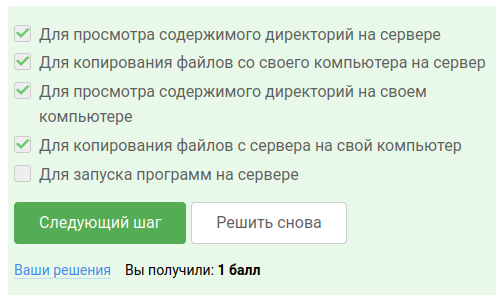 Для просмотра содержимого директорий на сервере
Для копирования файлов со своего компьютера на сервер
Для просмотра содержимого директорий на своем
компьютере
Для копирования файлов с сервера на свой компьютер
Для запуска программ на сервере
Следующий шаг Решить снова
Ваши решения Вы получили: 1 балл